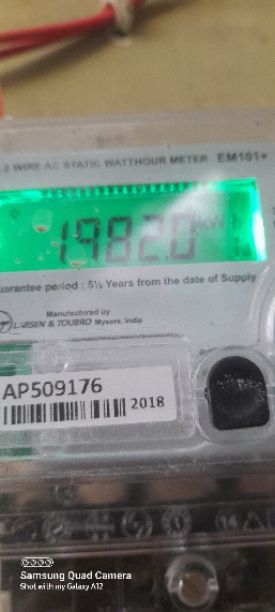 2 WIRE AC STATIC WATTHOUR METER EM101+
1982.0 kW
uarantee period : 5½ Years from the date of Supply
Manufactured by
LARSEN & TOUBRO Mysore, India
AP509176
2018
Samsung Quad Camera
Shot with my Galaxy A12